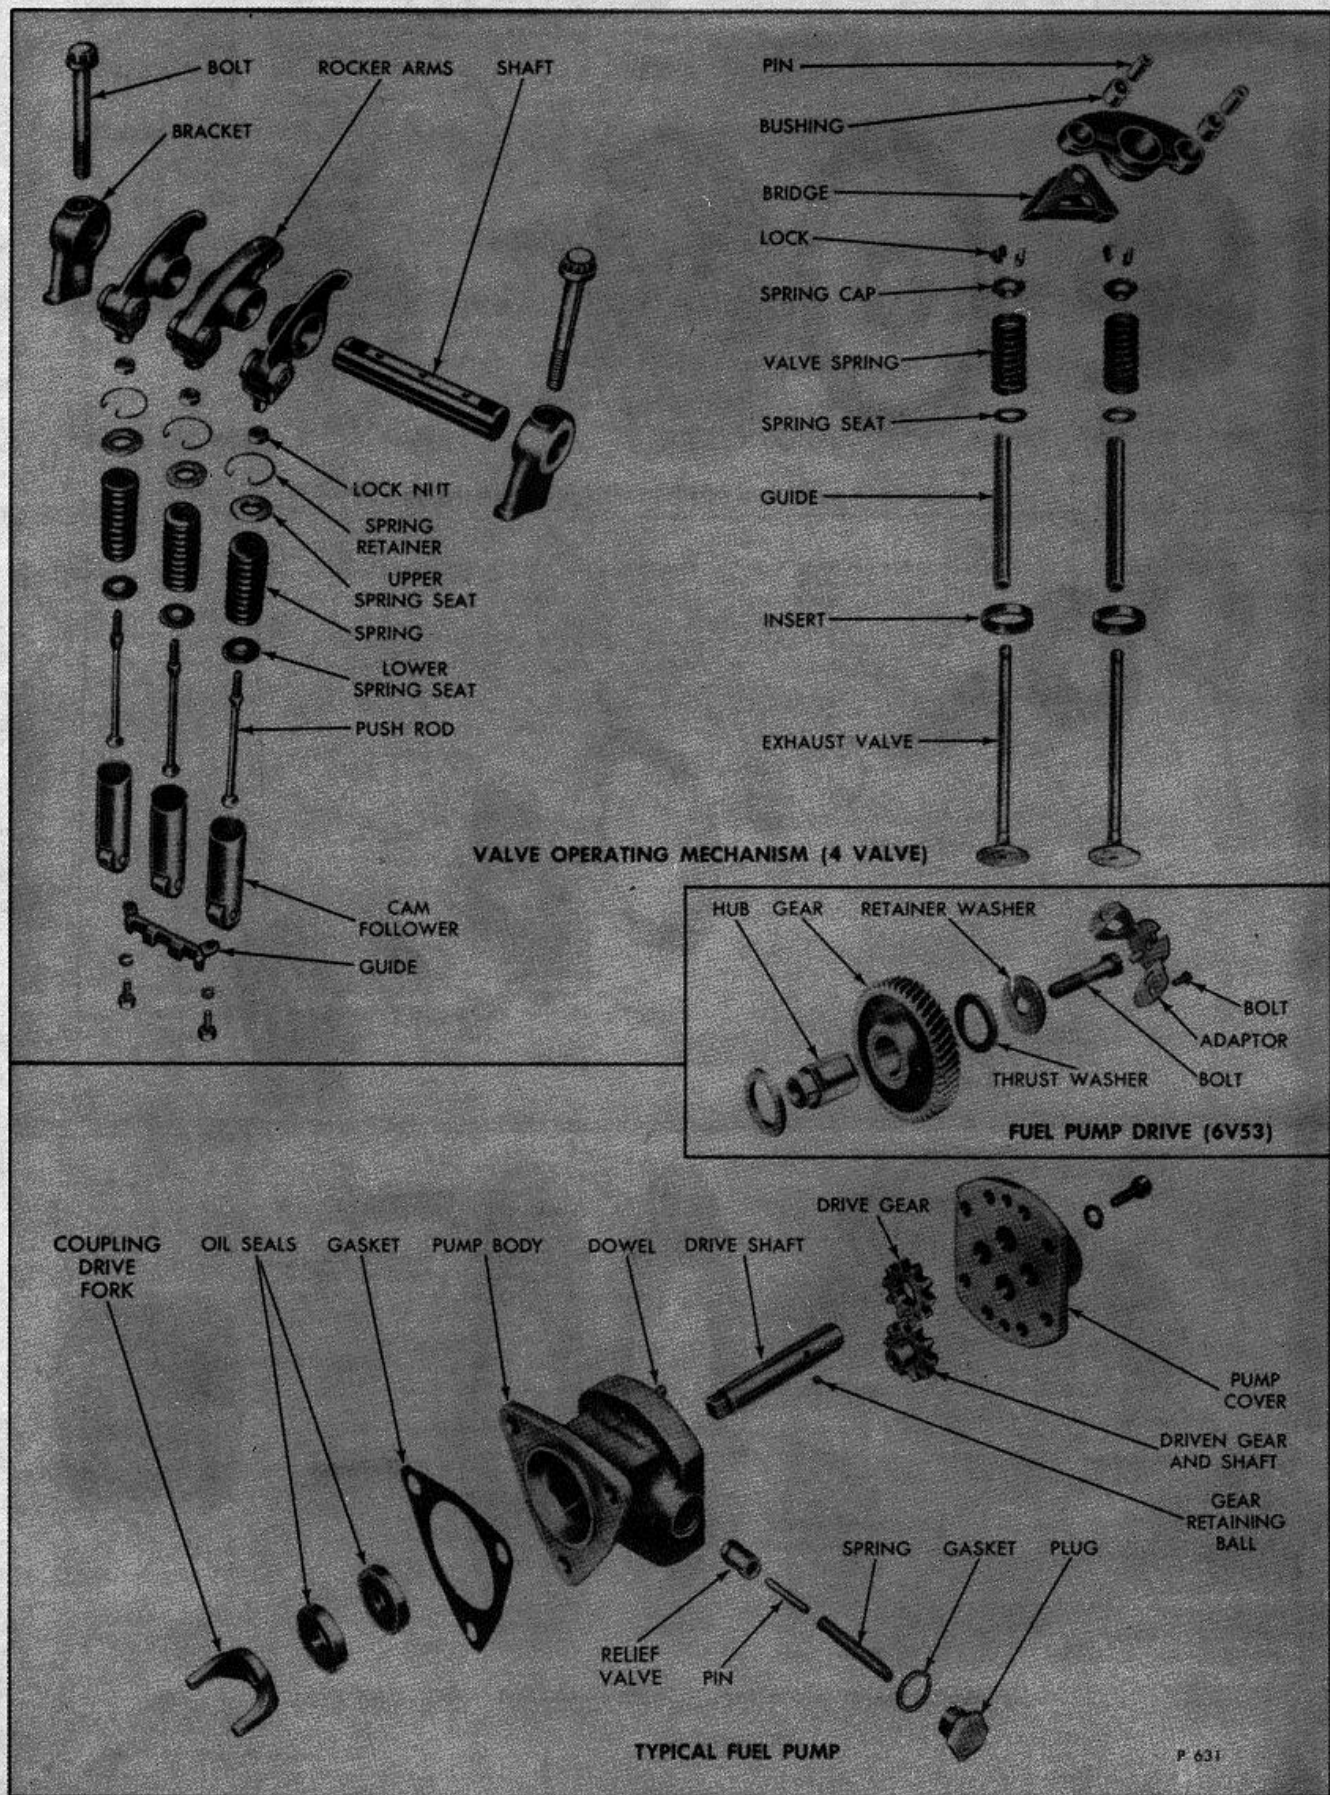 BOLT
ROCKER ARMS
SHAFT
BRACKET
LOCK NUT
SPRING
RETAINER
UPPER
SPRING SEAT
SPRING
LOWER
SPRING SEAT
PUSH ROD
CAM
FOLLOWER
GUIDE
PIN
BUSHING
BRIDGE
LOCK
SPRING CAP
VALVE SPRING
SPRING SEAT
GUIDE
INSERT
EXHAUST VALVE
VALVE OPERATING MECHANISM (4 VALVE)
HUB
GEAR
RETAINER WASHER
BOLT
ADAPTOR
THRUST WASHER
BOLT
FUEL PUMP DRIVE (6V53)
COUPLING
DRIVE
FORK
OIL SEALS
GASKET
PUMP BODY
DOWEL
DRIVE SHAFT
DRIVE GEAR
PUMP
COVER
DRIVEN GEAR
AND SHAFT
GEAR
RETAINING
BALL
RELIEF
VALVE
PIN
SPRING
GASKET
PLUG
TYPICAL FUEL PUMP
P 631